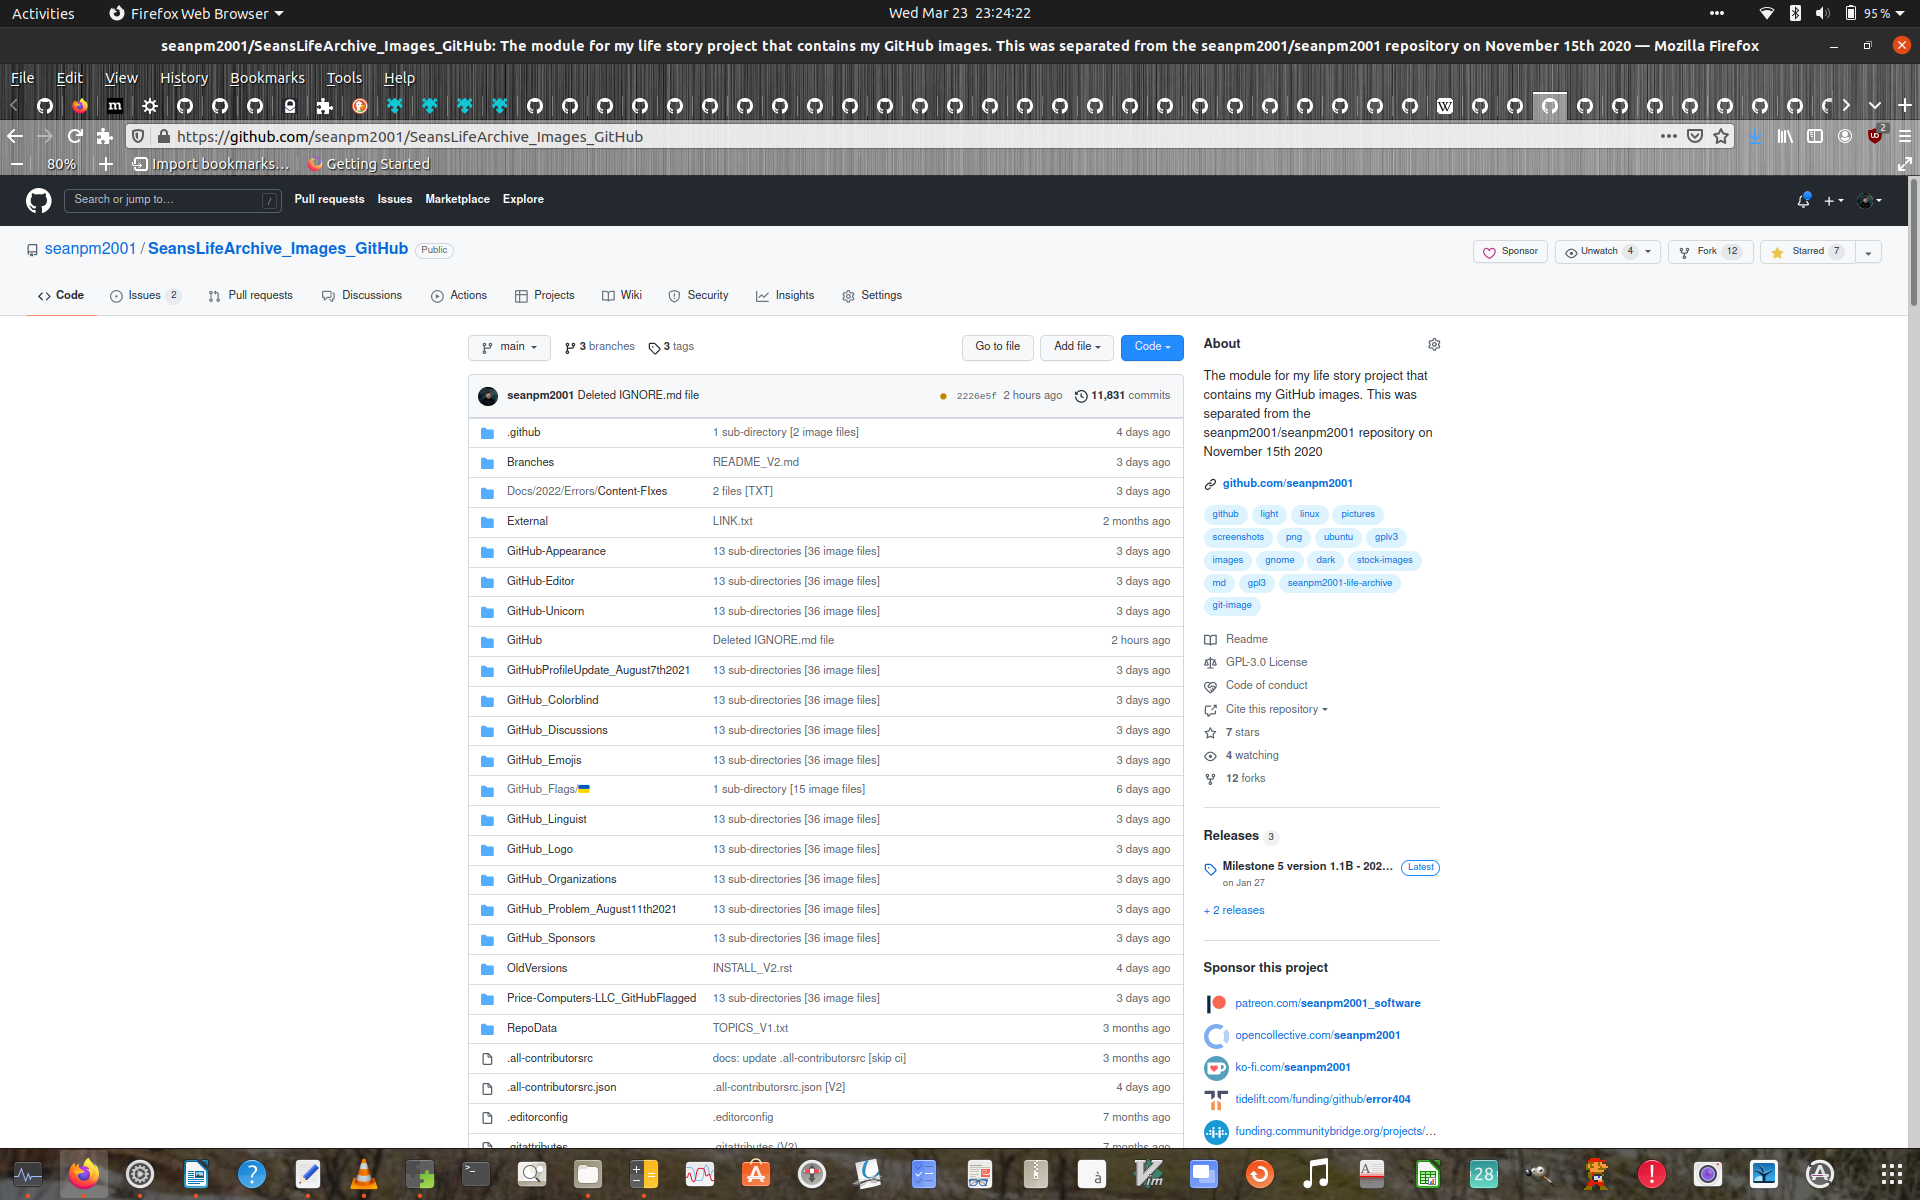 Activities Firefox Web Browser Wed Mar 23 23:24:22 95 %
seanpm2001/SeansLifeArchive_Images_GitHub: The module for my life story project that contains my GitHub images. This was separated from the seanpm2001/seanpm2001 repository on November 15th 2020 — Mozilla Firefox
File Edit View History Bookmarks Tools Help
https://github.com/seanpm2001/SeansLifeArchive_Images_GitHub 2
80% Import bookmarks… Getting Started
Search or jump to… / Pull requests Issues Marketplace Explore
seanpm2001 / SeansLifeArchive_Images_GitHub Public Sponsor Unwatch 4 Fork 12 Starred 7
Code Issues 2 Pull requests Discussions Actions Projects Wiki Security Insights Settings
main 3 branches 3 tags Go to file Add file Code
seanpm2001 Deleted IGNORE.md file 2226e5f 2 hours ago 11,831 commits
.github 1 sub-directory [2 image files] 4 days ago
Branches README_V2.md 3 days ago
Docs/2022/Errors/Content-FIxes 2 files [TXT] 3 days ago
External LINK.txt 2 months ago
GitHub-Appearance 13 sub-directories [36 image files] 3 days ago
GitHub-Editor 13 sub-directories [36 image files] 3 days ago
GitHub-Unicorn 13 sub-directories [36 image files] 3 days ago
GitHub Deleted IGNORE.md file 2 hours ago
GitHubProfileUpdate_August7th2021 13 sub-directories [36 image files] 3 days ago
GitHub_Colorblind 13 sub-directories [36 image files] 3 days ago
GitHub_Discussions 13 sub-directories [36 image files] 3 days ago
GitHub_Emojis 13 sub-directories [36 image files] 3 days ago
GitHub_Flags/🇺🇦 1 sub-directory [15 image files] 6 days ago
GitHub_Linguist 13 sub-directories [36 image files] 3 days ago
GitHub_Logo 13 sub-directories [36 image files] 3 days ago
GitHub_Organizations 13 sub-directories [36 image files] 3 days ago
GitHub_Problem_August11th2021 13 sub-directories [36 image files] 3 days ago
GitHub_Sponsors 13 sub-directories [36 image files] 3 days ago
OldVersions INSTALL_V2.rst 4 days ago
Price-Computers-LLC_GitHubFlagged 13 sub-directories [36 image files] 3 days ago
RepoData TOPICS_V1.txt 3 months ago
.all-contributorsrc docs: update .all-contributorsrc [skip ci] 3 months ago
.all-contributorsrc.json .all-contributorsrc.json [V2] 4 days ago
.editorconfig .editorconfig 7 months ago
.gitattributes .gitattributes (V2) 7 months ago
About
The module for my life story project that
contains my GitHub images. This was
separated from the
seanpm2001/seanpm2001 repository on
November 15th 2020
github.com/seanpm2001
github light linux pictures
screenshots png ubuntu gplv3
images gnome dark stock-images
md gpl3 seanpm2001-life-archive
git-image
Readme
GPL-3.0 License
Code of conduct
Cite this repository
7 stars
4 watching
12 forks
Releases 3
Milestone 5 version 1.1B - 202… Latest
on Jan 27
+ 2 releases
Sponsor this project
patreon.com/seanpm2001_software
opencollective.com/seanpm2001
ko-fi.com/seanpm2001
tidelift.com/funding/github/error404
funding.communitybridge.org/projects/…
28